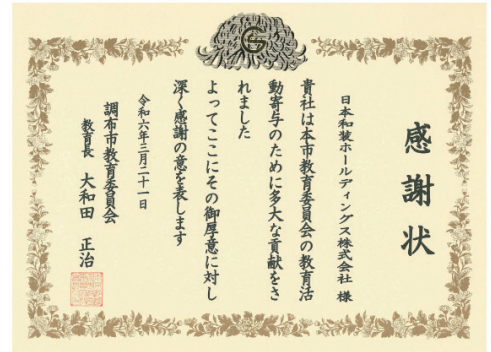 感謝状
日本和装ホールディングス株式会社 様
貴社は本市教育委員会の教育活
動寄与のために多大な貢献をさ
れました
よってここにその御厚意に対し
深く感謝の意を表します
令和六年三月二十一日
調布市教育委員会
教育長 大和田 正治